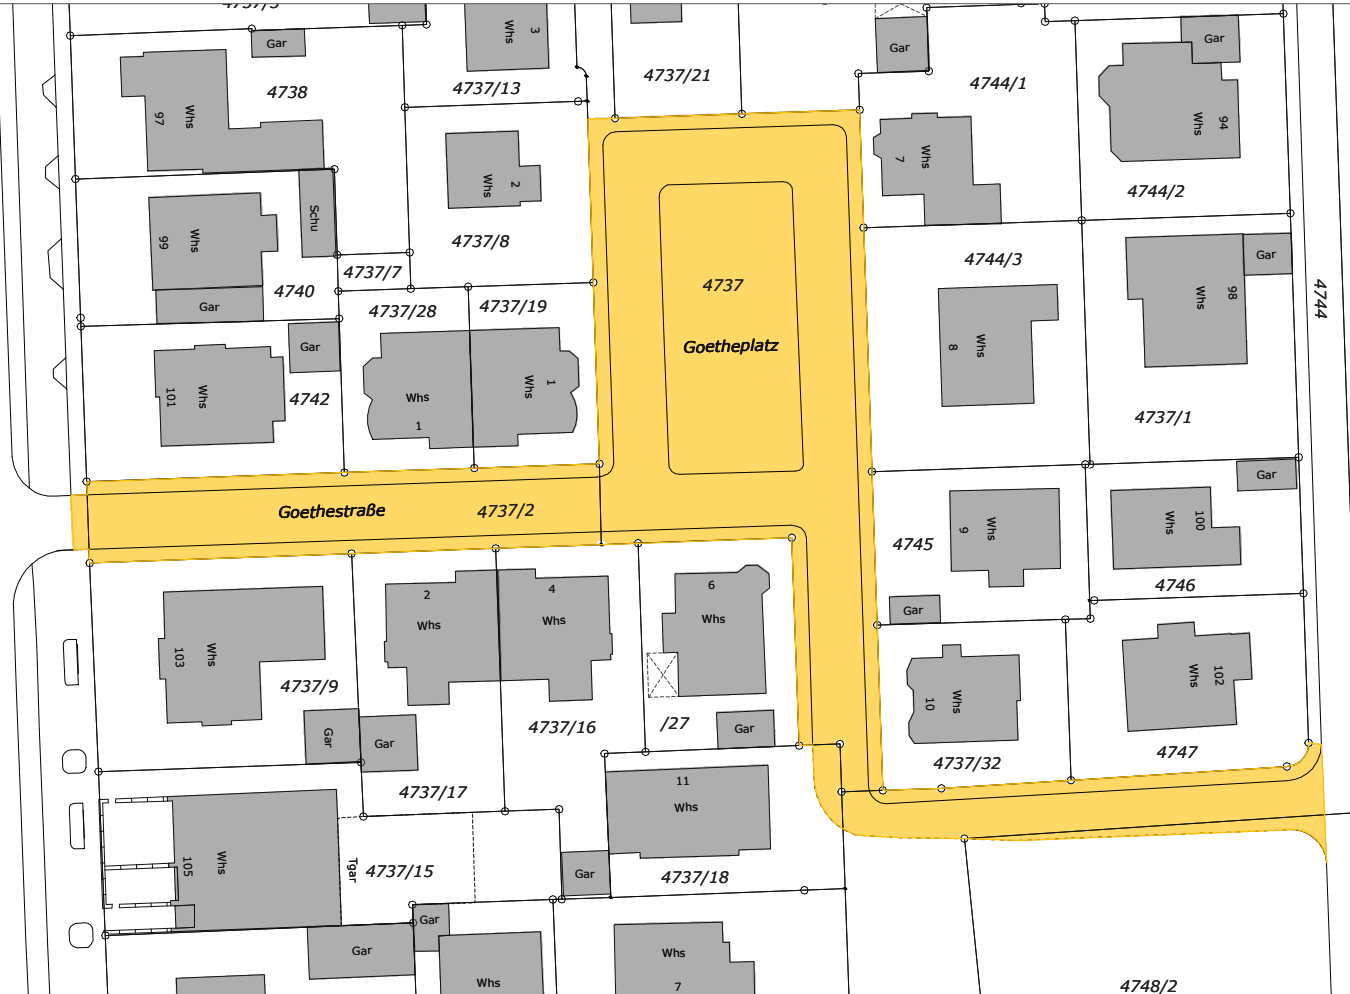 4737/5
Whs
3
Gar
Gar
Gar
4738
4737/13
4737/21
4744/1
97
Whs
Whs
94
7
Whs
Whs
2
4744/2
Schu
99
Whs
4737/8
4744/3
Gar
4737/7
4740
4737
4744
Gar
4737/28
4737/19
Whs
98
Gar
Goetheplatz
8
Whs
101
Whs
4742
Whs
1
Whs
1
4737/1
Gar
Goethestraße
4737/2
9
Whs
Whs
100
4745
4746
Gar
2
Whs
4
Whs
6
Whs
103
Whs
4737/9
Whs
102
10
Whs
4737/16
/27
Gar
Gar
Gar
4737/32
4747
4737/17
11
Whs
105
Whs
Tgar
4737/15
Gar
4737/18
Gar
Gar
Whs
Whs
7
4748/2